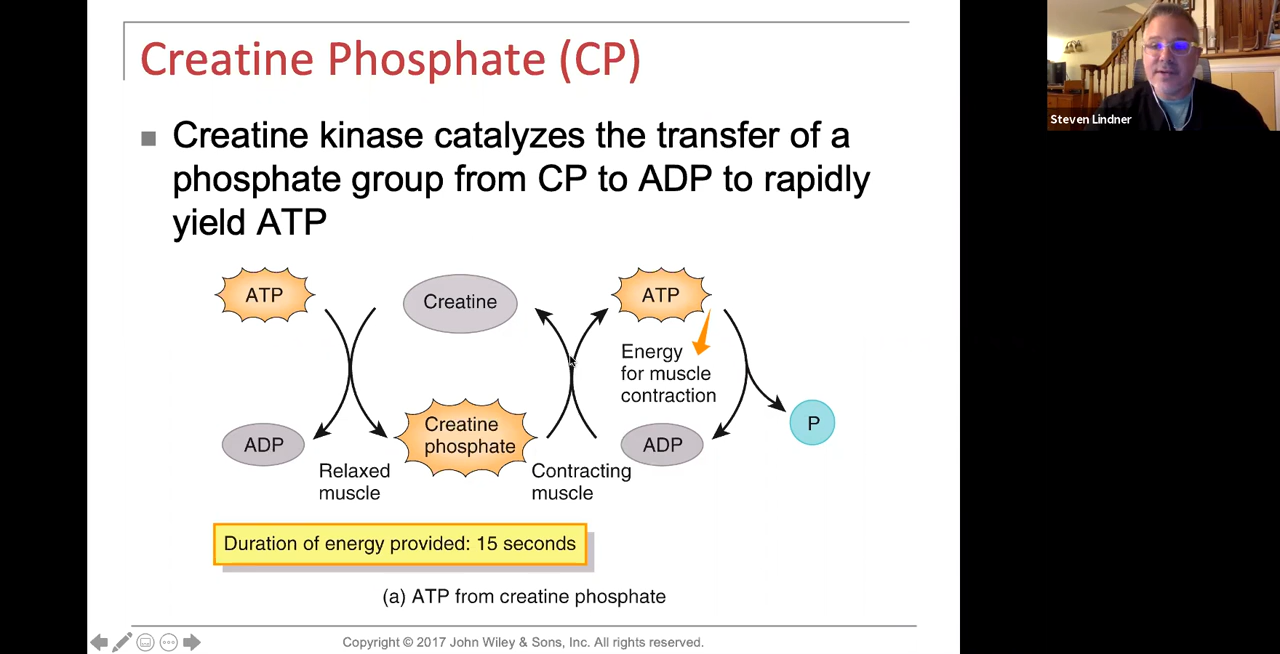 Creatine Phosphate (CP)
Steven Lindner
■ Creatine kinase catalyzes the transfer of a
phosphate group from CP to ADP to rapidly
yield ATP
ATP
Creatine
ATP
Energy
for muscle
contraction
ADP
Creatine
phosphate
ADP
P
Relaxed
muscle
Contracting
muscle
Duration of energy provided: 15 seconds
(a) ATP from creatine phosphate
Copyright © 2017 John Wiley & Sons, Inc. All rights reserved.